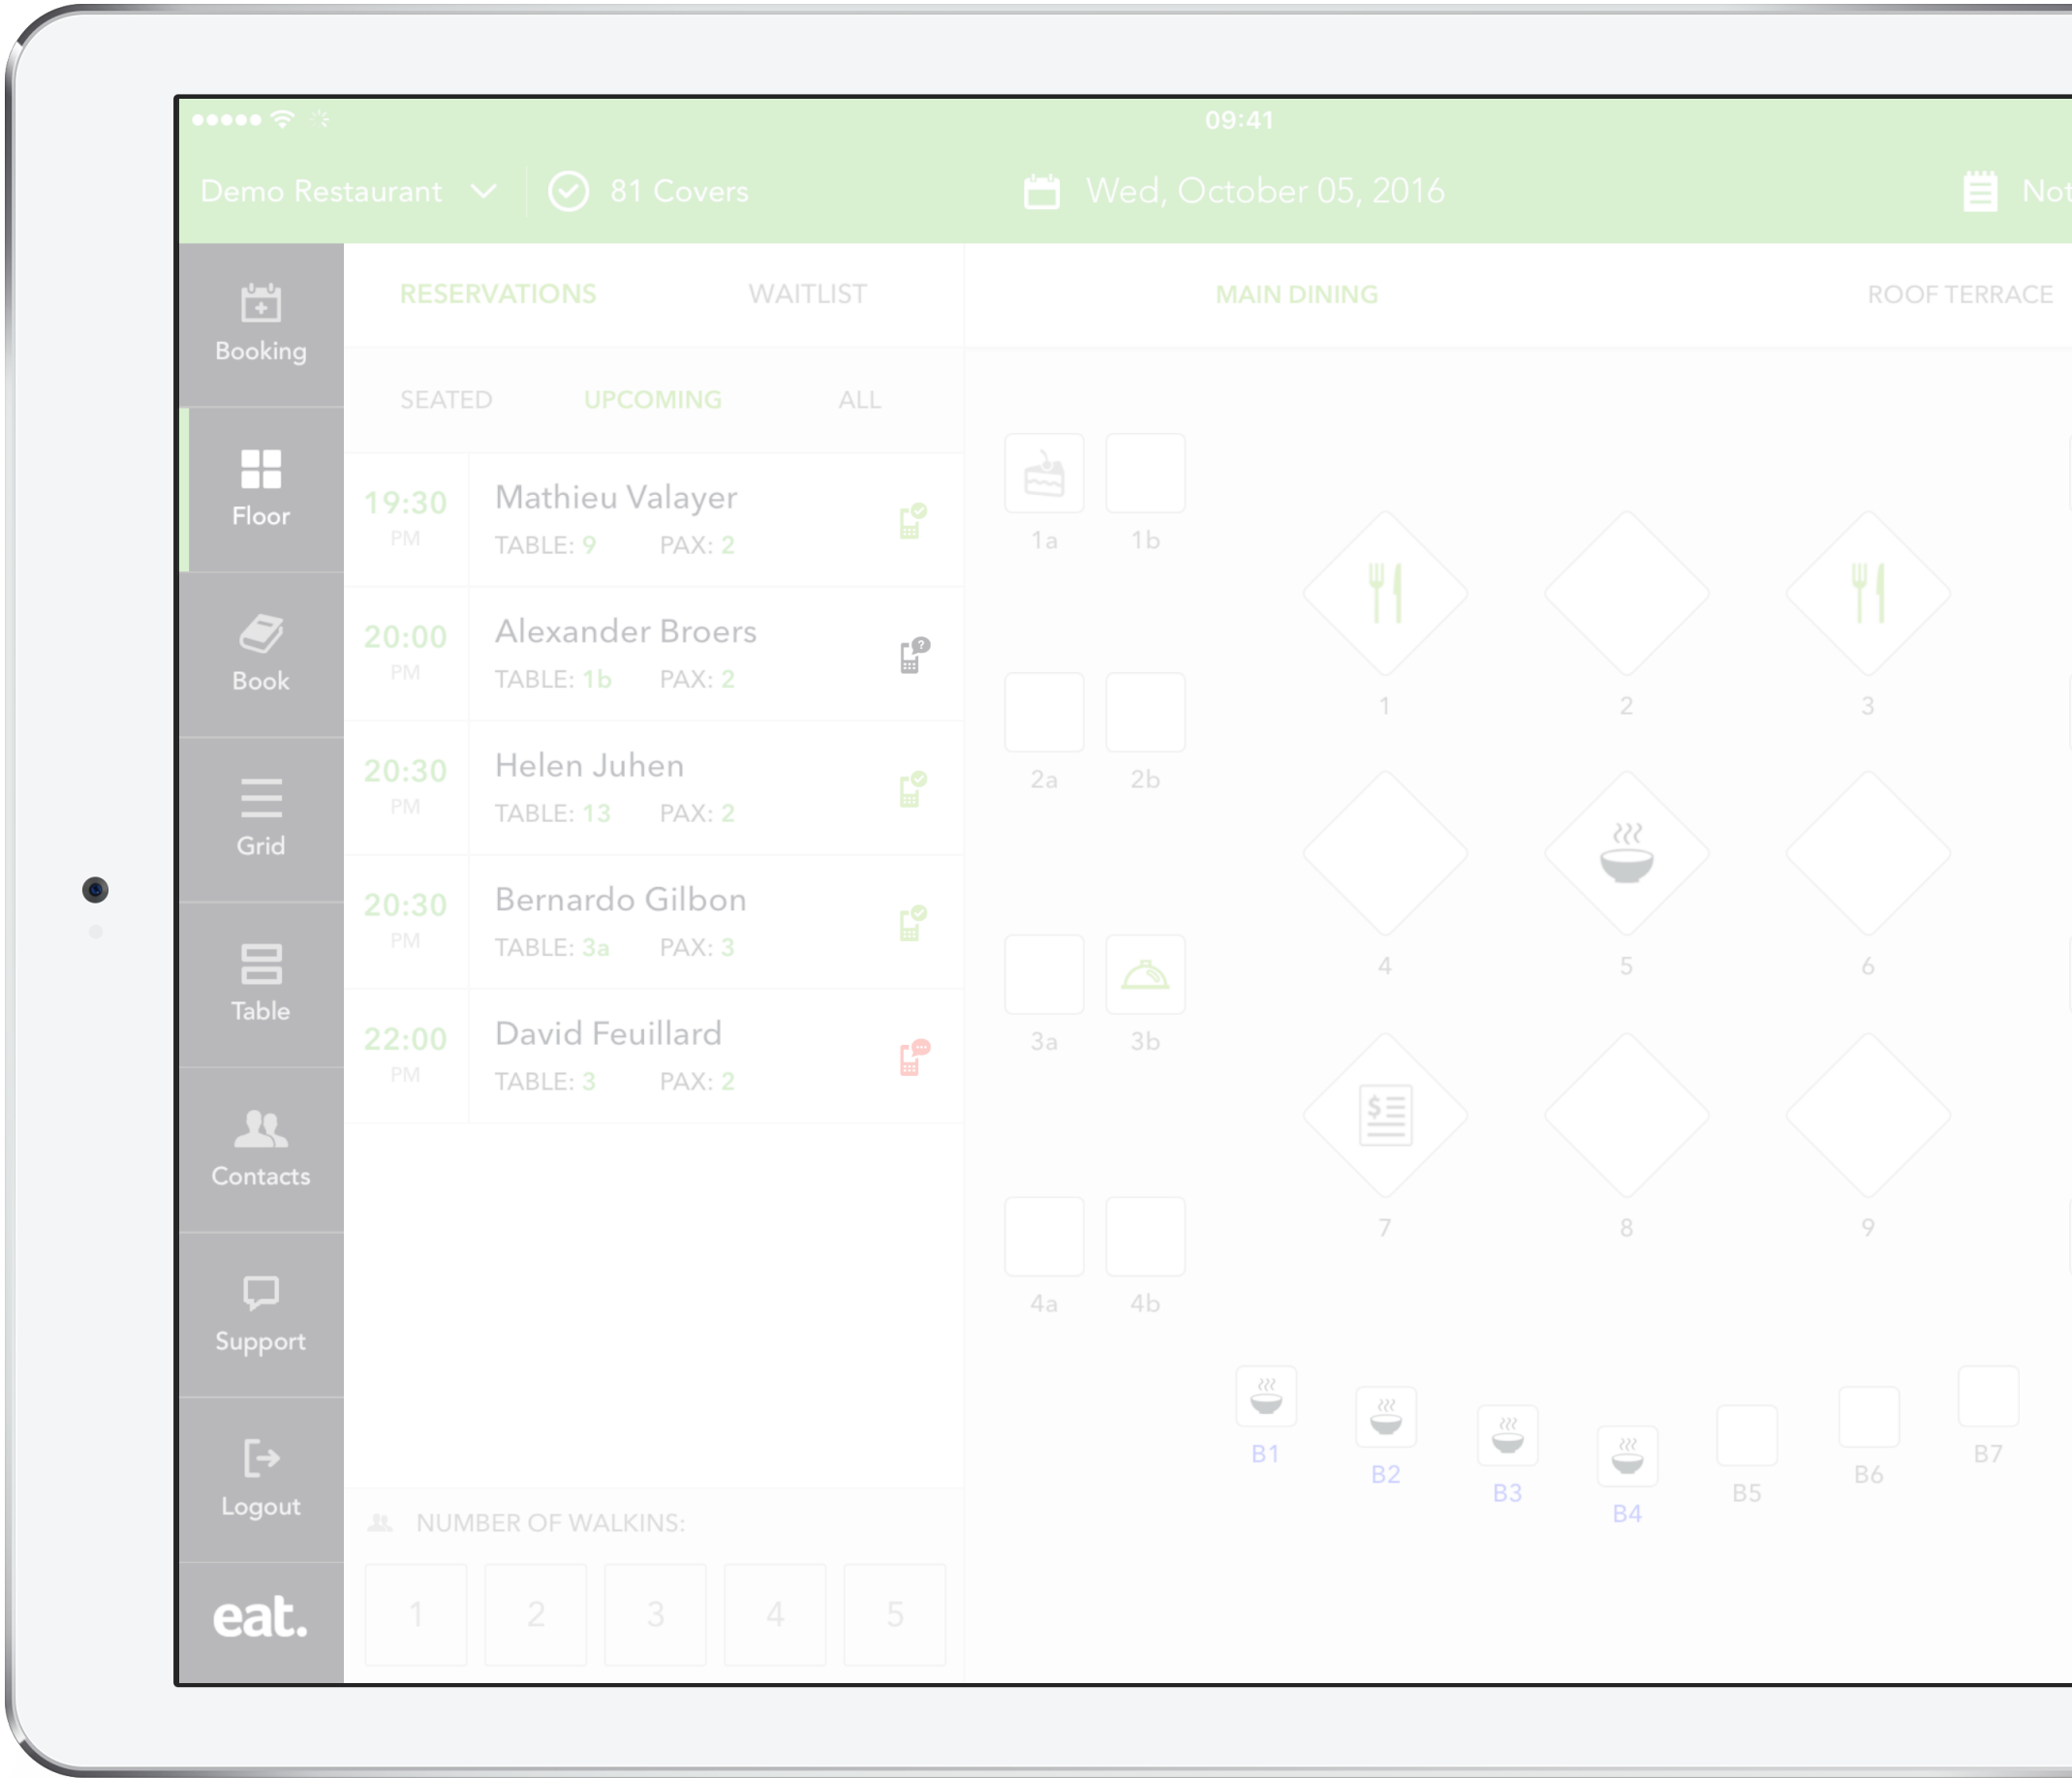 09:41
Demo Restaurant
81 Covers
Wed, October 05, 2016
Booking
Floor
Book
Grid
Table
Contacts
Support
Logout
eat.
RESERVATIONS WAITLIST
SEATED UPCOMING ALL
19:30 PM
Mathieu Valayer
TABLE: 9 PAX: 2
20:00 PM
Alexander Broers
TABLE: 1b PAX: 2
20:30 PM
Helen Juhen
TABLE: 13 PAX: 2
20:30 PM
Bernardo Gilbon
TABLE: 3a PAX: 3
22:00 PM
David Feuillard
TABLE: 3 PAX: 2
NUMBER OF WALKINS:
1 2 3 4 5
MAIN DINING ROOF TERRACE
1a 1b
1 2 3
2a 2b
4 5 6
3a 3b
7 8 9
4a 4b
B1 B2 B3 B4 B5 B6 B7